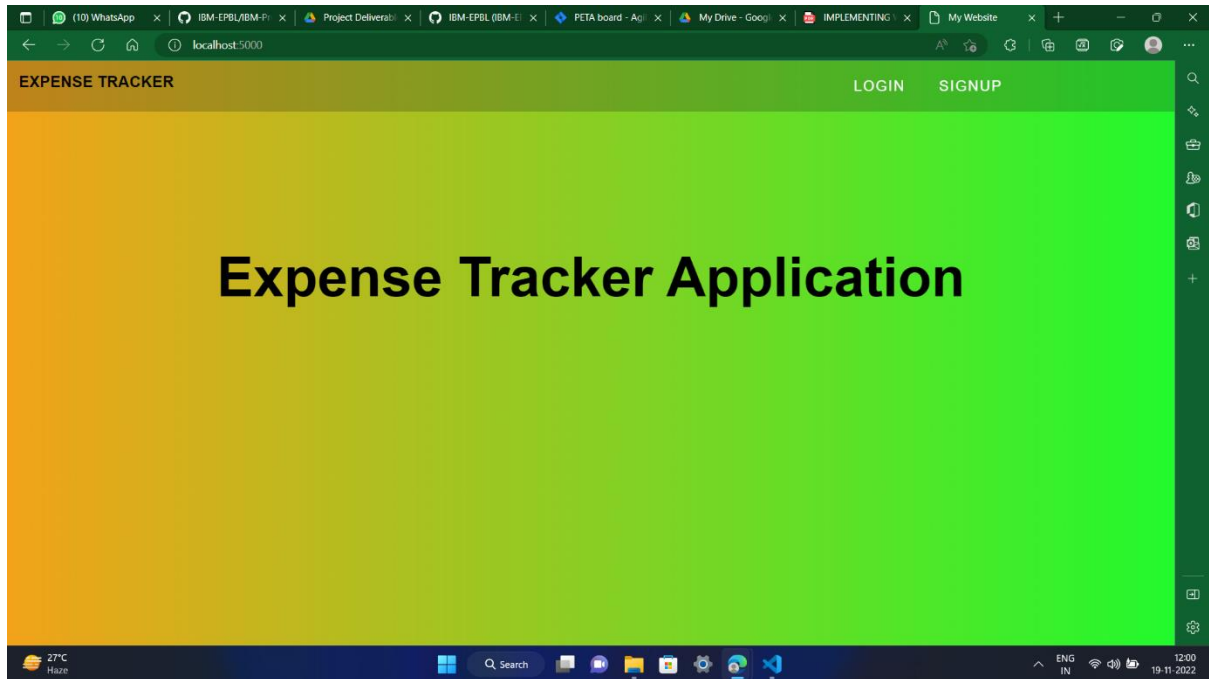 (10) WhatsApp
IBM-EPBL/IBM-Pr
Project Deliverabl
IBM-EPBL (IBM-E
PETA board - Agi
My Drive - Googl
IMPLEMENTING
My Website
localhost:5000
EXPENSE TRACKER
LOGIN
SIGNUP
Expense Tracker Application
27°C
Haze
Search
ENG
IN
12:00
19-11-2022